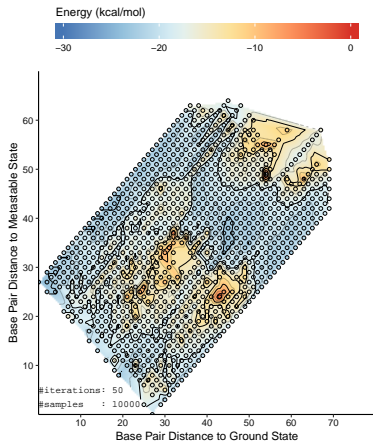 Energy (kcal/mol)
−30 −20 −10 0
Base Pair Distance to Metastable State
60
50
40
30
20
10
#iterations: 50
#samples   : 10000
10 20 30 40 50 60 70
Base Pair Distance to Ground State